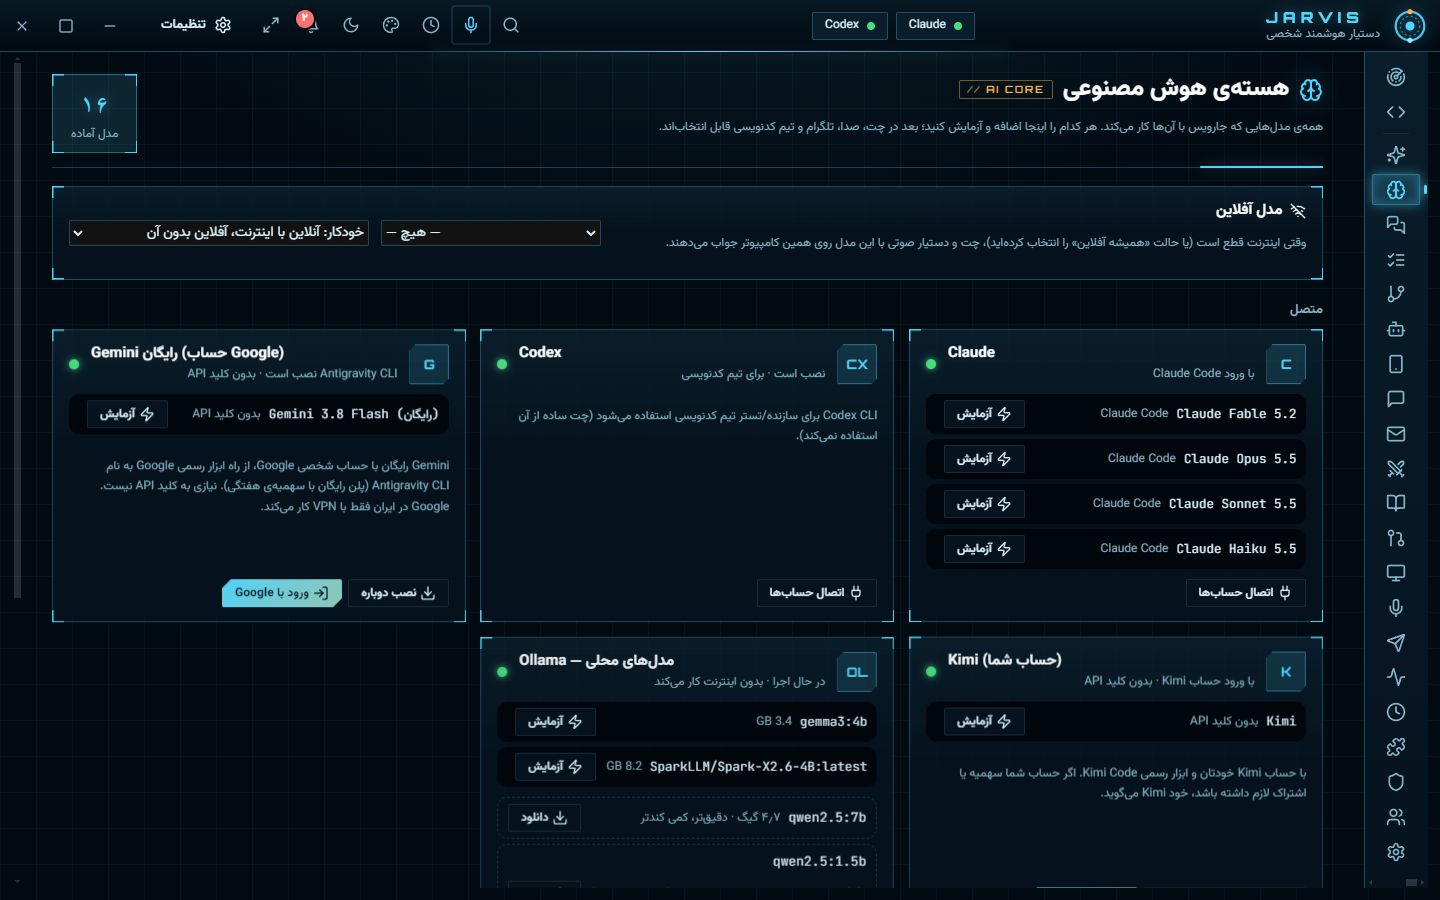 JARVIS
دستیار هوشمند شخصی
Claude
Codex
۲
تنظیمات
هسته‌ی هوش مصنوعی
// AI CORE
همه‌ی مدل‌هایی که جارویس با آن‌ها کار می‌کند. هر کدام را اینجا اضافه و آزمایش کنید؛ بعد در چت، صدا، تلگرام و تیم کدنویسی قابل انتخاب‌اند.
۱۶
مدل آماده
مدل آفلاین
وقتی اینترنت قطع است (یا حالت «همیشه آفلاین» را انتخاب کرده‌اید)، چت و دستیار صوتی با این مدل روی همین کامپیوتر جواب می‌دهند.
— هیچ —
خودکار: آنلاین با اینترنت، آفلاین بدون آن
متصل
C
Claude
با ورود Claude Code
Claude Fable 5.2 Claude Code آزمایش
Claude Opus 5.5 Claude Code آزمایش
Claude Sonnet 5.5 Claude Code آزمایش
Claude Haiku 5.5 Claude Code آزمایش
اتصال حساب‌ها
CX
Codex
نصب است · برای تیم کدنویسی
Codex CLI برای سازنده/تستر تیم کدنویسی استفاده می‌شود (چت ساده از آن
استفاده نمی‌کند).
اتصال حساب‌ها
G
Gemini رایگان (حساب Google)
Antigravity CLI نصب است · بدون کلید API
Gemini 3.8 Flash (رایگان) بدون کلید API آزمایش
Gemini رایگان با حساب شخصی Google، از راه ابزار رسمی Google به نام
Antigravity CLI (پلن رایگان با سهمیه‌ی هفتگی). نیازی به کلید API نیست.
Google در ایران فقط با VPN کار می‌کند.
نصب دوباره
ورود با Google
K
Kimi (حساب شما)
با ورود حساب Kimi · بدون کلید API
Kimi بدون کلید API آزمایش
با حساب Kimi خودتان و ابزار رسمی Kimi Code. اگر حساب شما سهمیه یا
اشتراک لازم داشته باشد، خود Kimi می‌گوید.
OL
Ollama — مدل‌های محلی
در حال اجرا · بدون اینترنت کار می‌کند
gemma3:4b 3.4 GB آزمایش
SparkLLM/Spark-X2.6-4B:latest 8.2 GB آزمایش
qwen2.5:7b ۴٫۷ گیگ · دقیق‌تر، کمی کندتر دانلود
qwen2.5:1.5b